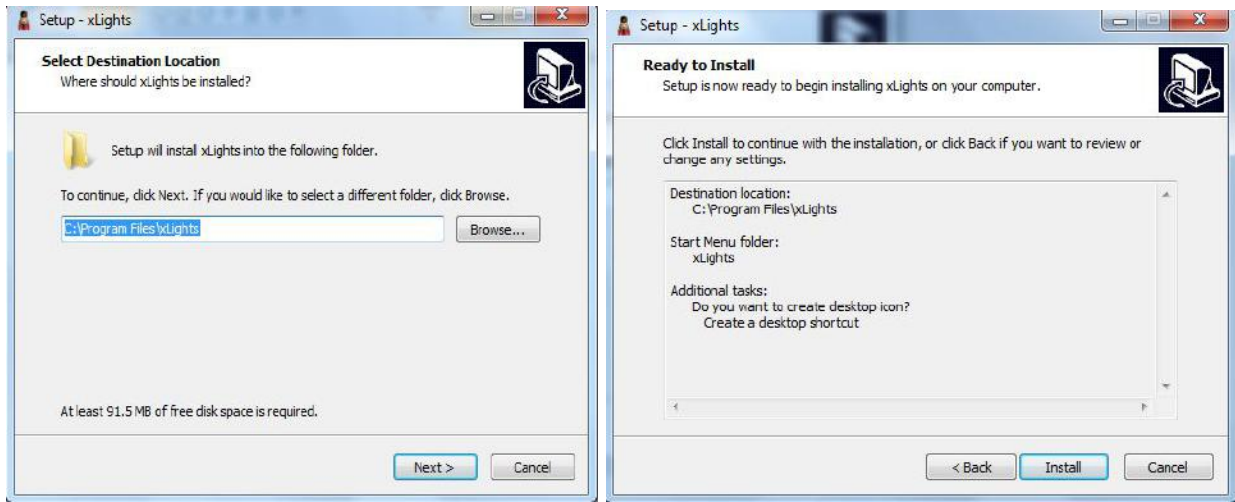 Setup - xLights
Select Destination Location
Where should xLights be installed?
Setup will install xLights into the following folder.
To continue, click Next. If you would like to select a different folder, click Browse.
C:\Program Files\xLights
Browse...
At least 91.5 MB of free disk space is required.
Next >
Cancel
Setup - xLights
Ready to Install
Setup is now ready to begin installing xLights on your computer.
Click Install to continue with the installation, or click Back if you want to review or
change any settings.
Destination location:
C:\Program Files\xLights
Start Menu folder:
xLights
Additional tasks:
Do you want to create desktop icon?
Create a desktop shortcut
< Back
Install
Cancel